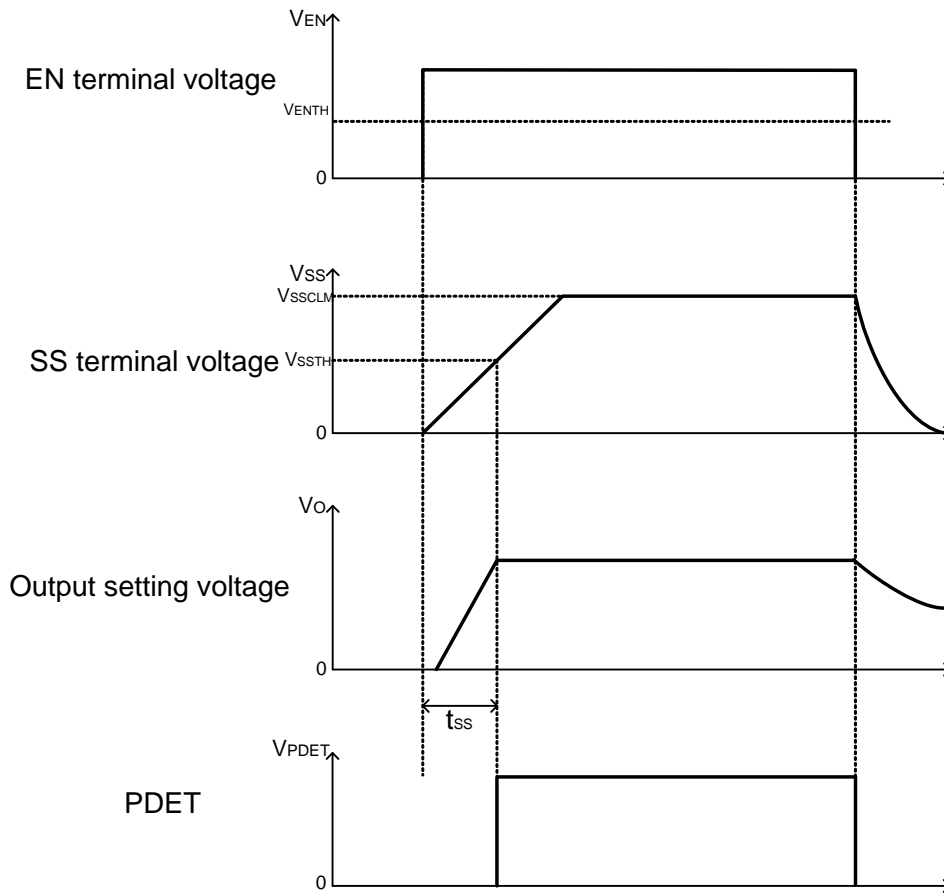 VEN
EN terminal voltage
VENTH
0
VSS
VSSCLM
SS terminal voltage
VSSTH
0
VO
Output setting voltage
0
tSS
VPDET
PDET
0